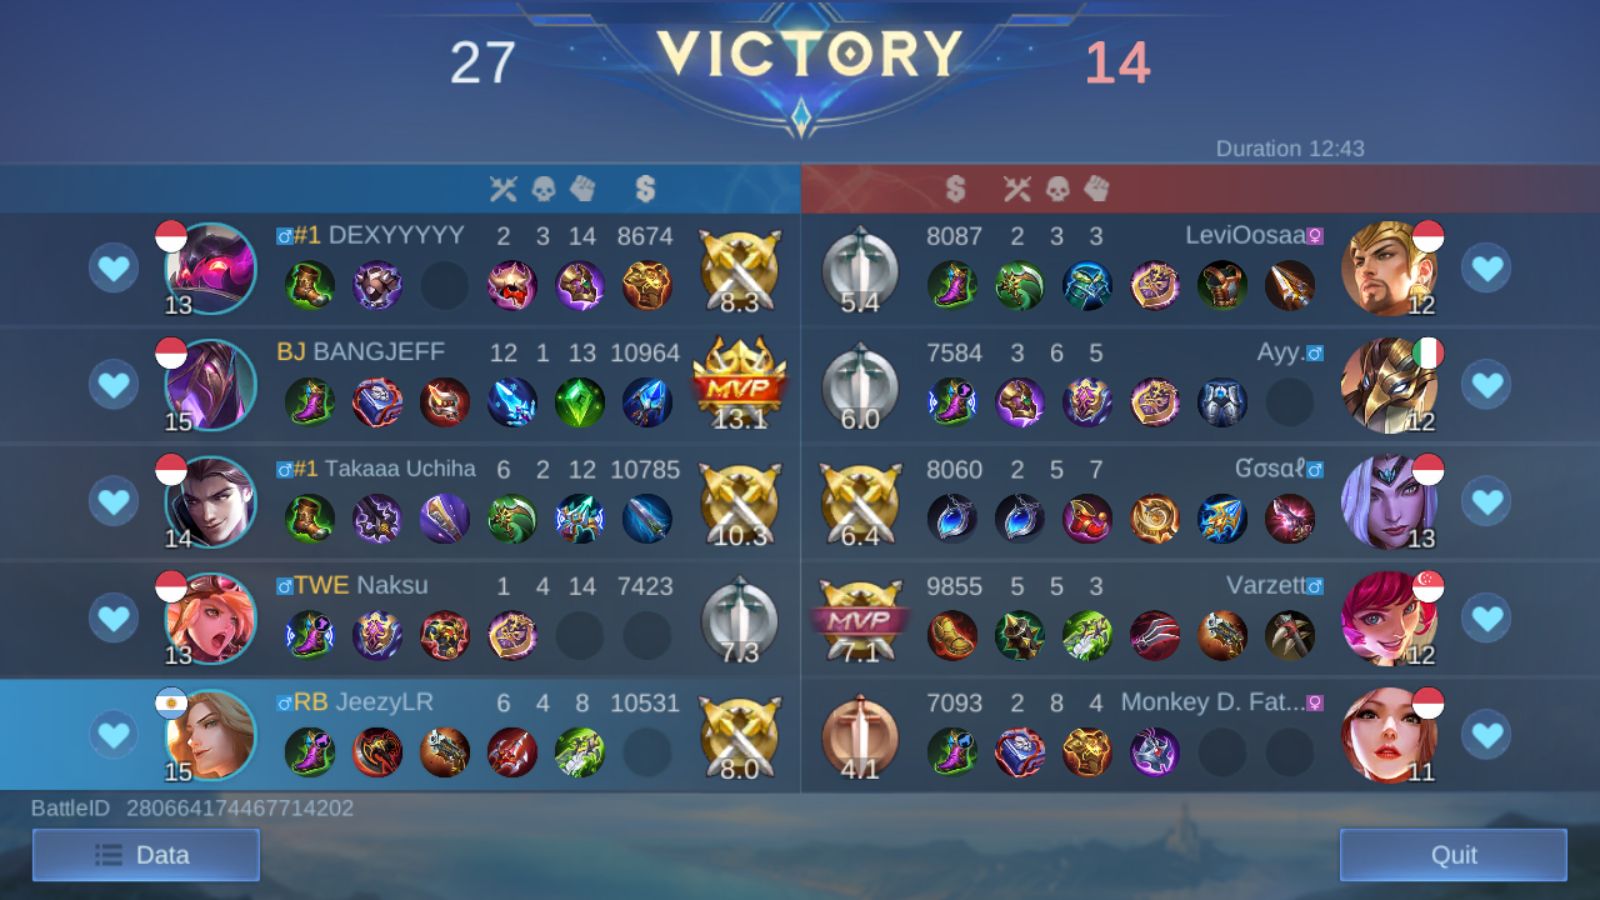 27 VICTORY 14
Duration 12:43
#1 DEXYYYYY 2 3 14 8674
13 8.3
8087 2 3 3 LeviOosaa
5.4 12
BJ BANGJEFF 12 1 13 10964
MVP
15 13.1
7584 3 6 5 Ayy.
6.0 12
#1 Takaaa Uchiha 6 2 12 10785
14 10.3
8060 2 5 7 Ɠσsαℓ
6.4 13
TWE Naksu 1 4 14 7423
13 7.3
9855 5 5 3 Varzett
MVP
7.1 12
RB JeezyLR 6 4 8 10531
15 8.0
7093 2 8 4 Monkey D. Fat...
4.1 11
BattleID 280664174467714202
Data Quit